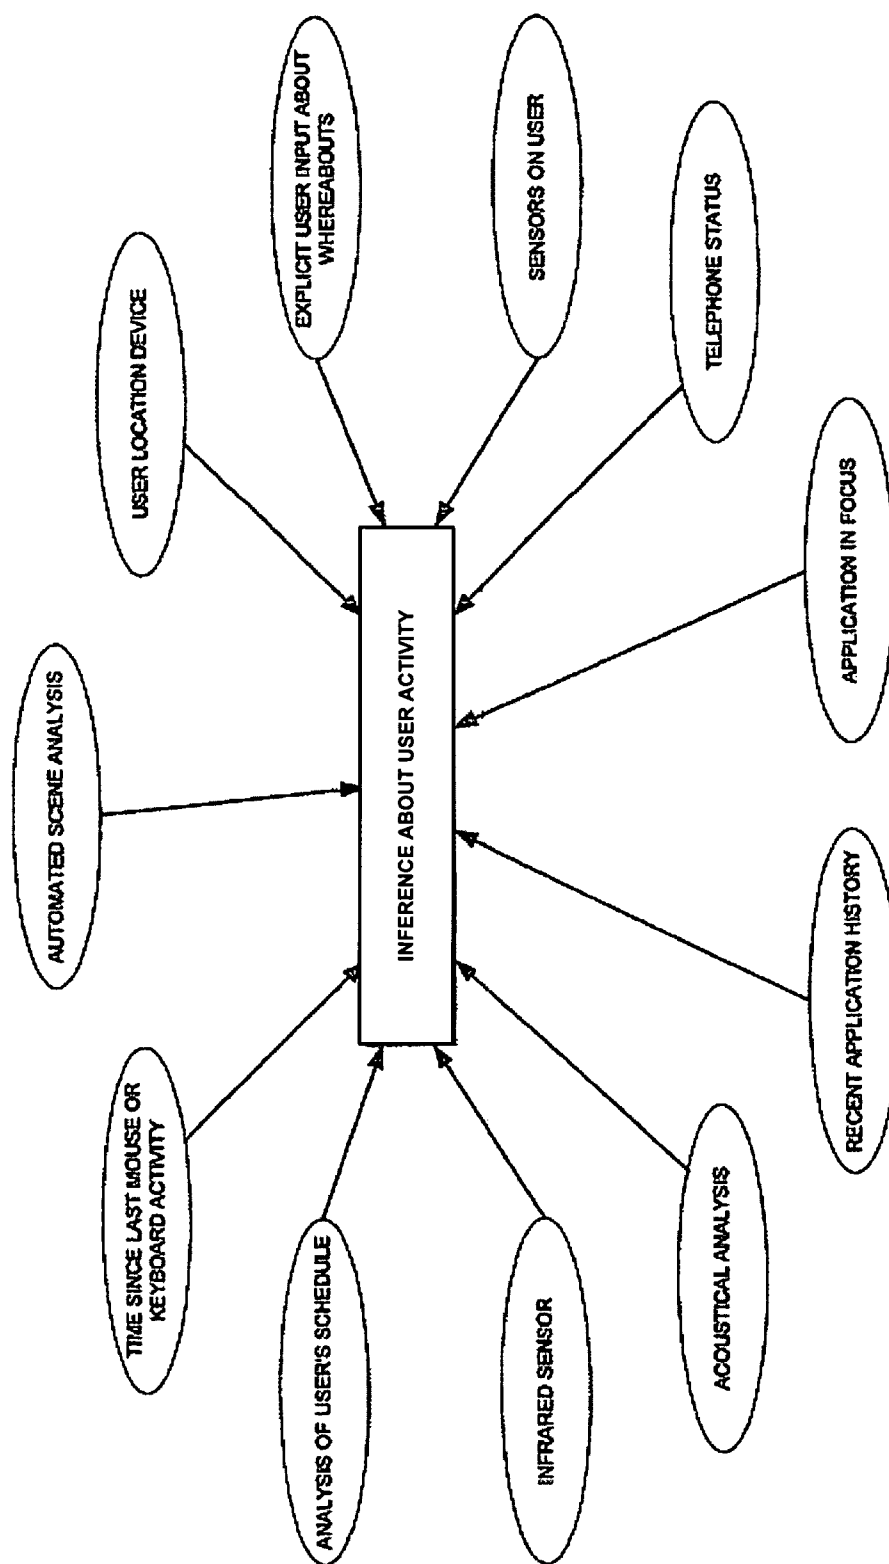 AUTOMATED SCENE ANALYSIS
TIME SINCE LAST MOUSE OR
KEYBOARD ACTIVITY
USER LOCATION DEVICE
ANALYSIS OF USER'S SCHEDULE
EXPLICIT USER INPUT ABOUT
WHEREABOUTS
INFERENCE ABOUT USER ACTIVITY
INFRARED SENSOR
SENSORS ON USER
ACOUSTICAL ANALYSIS
TELEPHONE STATUS
RECENT APPLICATION HISTORY
APPLICATION IN FOCUS